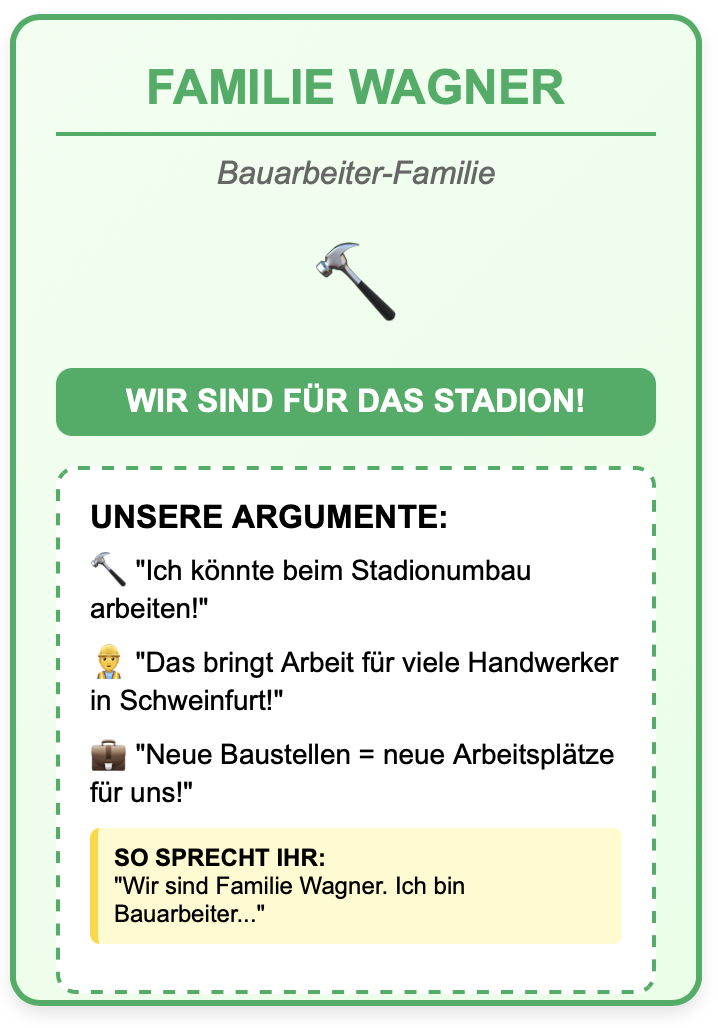 FAMILIE WAGNER
Bauarbeiter-Familie
WIR SIND FÜR DAS STADION!
UNSERE ARGUMENTE:
🔨 "Ich könnte beim Stadionumbau
arbeiten!"
👷 "Das bringt Arbeit für viele Handwerker
in Schweinfurt!"
💼 "Neue Baustellen = neue Arbeitsplätze
für uns!"
SO SPRECHT IHR:
"Wir sind Familie Wagner. Ich bin
Bauarbeiter..."